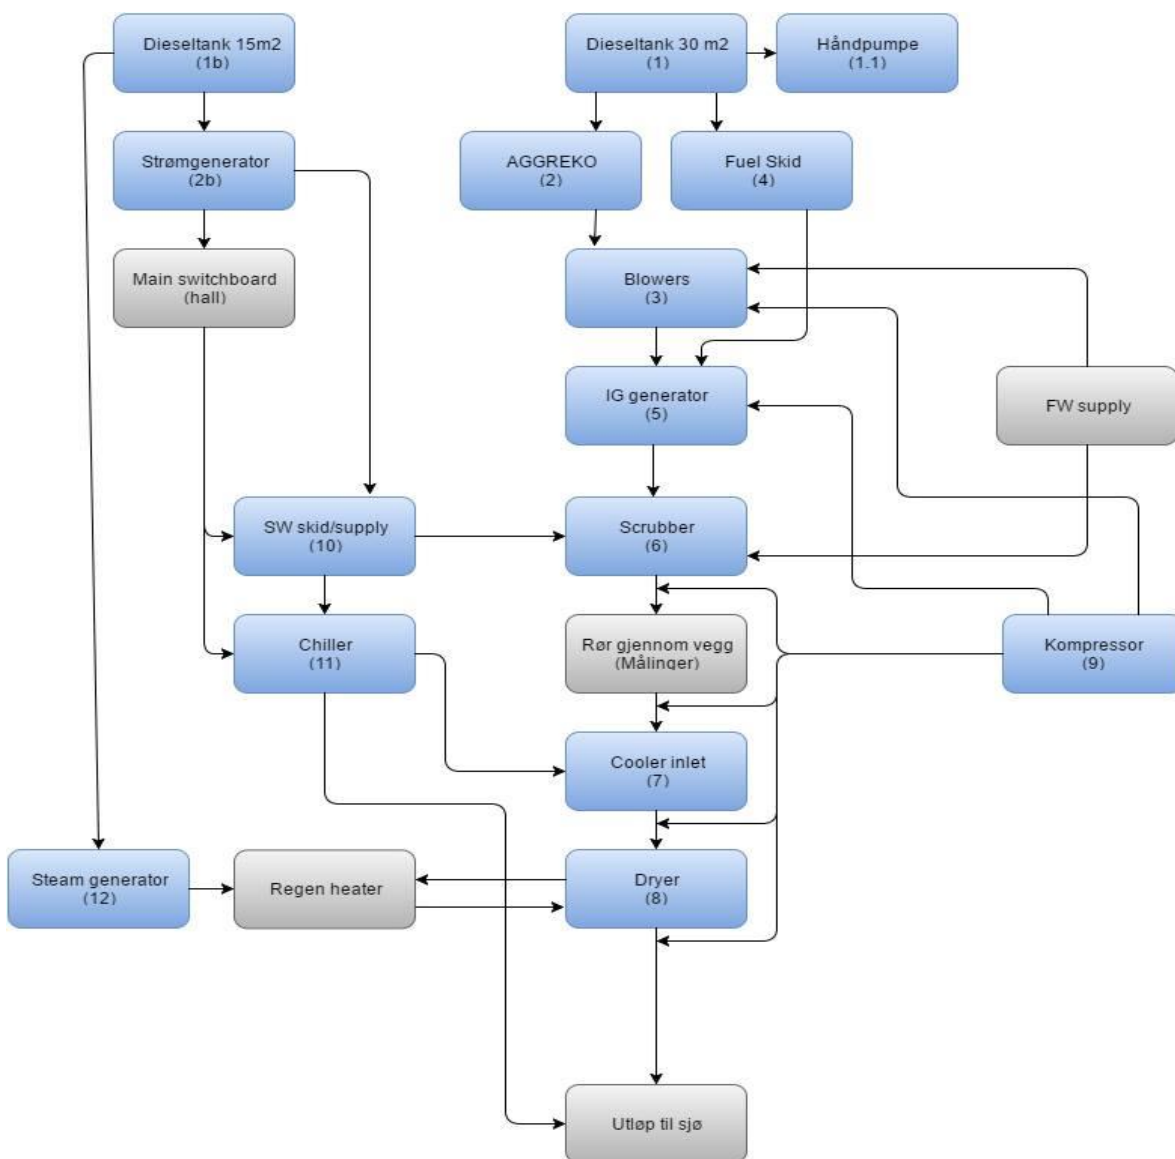 Dieseltank 15m2
(1b)
Dieseltank 30 m2
(1)
Håndpumpe
(1.1)
Strømgenerator
(2b)
AGGREKO
(2)
Fuel Skid
(4)
Main switchboard
(hall)
Blowers
(3)
IG generator
(5)
FW supply
SW skid/supply
(10)
Scrubber
(6)
Chiller
(11)
Rør gjennom vegg
(Målinger)
Kompressor
(9)
Cooler inlet
(7)
Steam generator
(12)
Regen heater
Dryer
(8)
Utløp til sjø